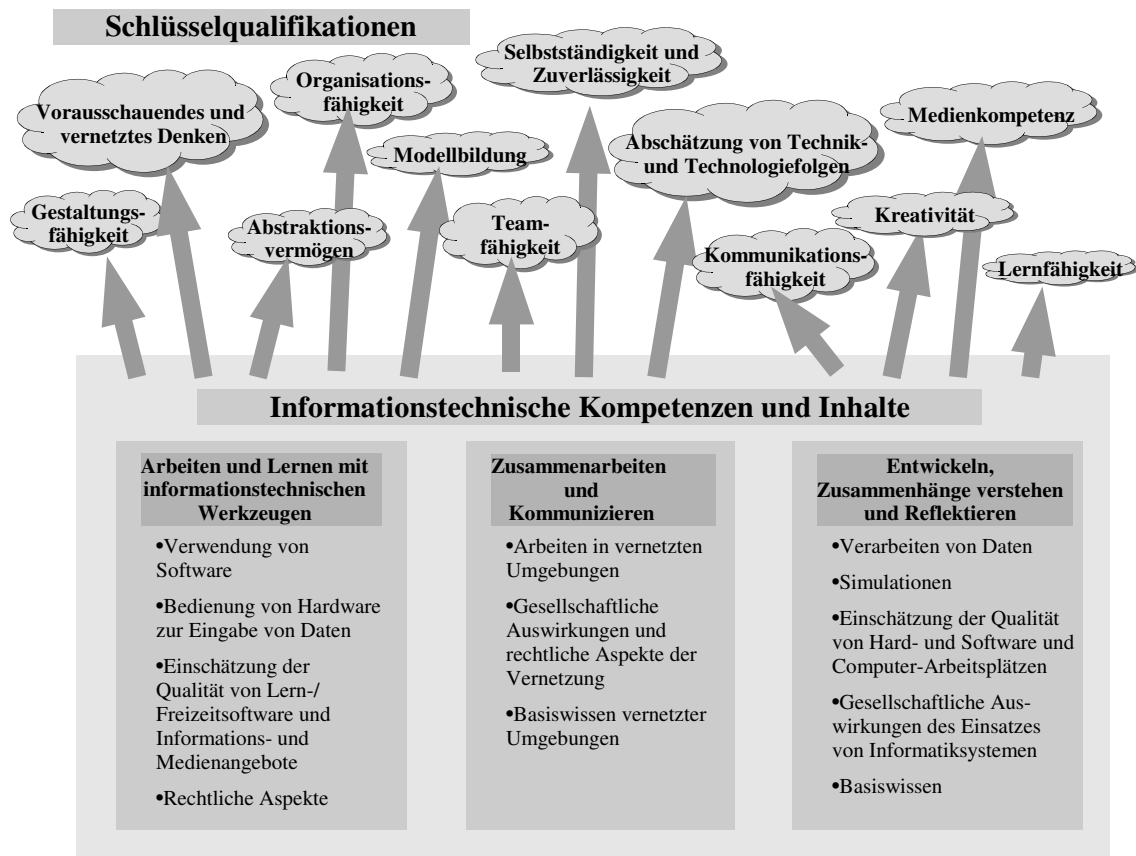 Schlüsselqualifikationen
Selbstständigkeit und
Zuverlässigkeit
Organisations-
fähigkeit
Vorausschauendes und
vernetztes Denken
Medienkompetenz
Abschätzung von Technik-
und Technologiefolgen
Modellbildung
Gestaltungs-
fähigkeit
Abstraktions-
vermögen
Team-
fähigkeit
Kreativität
Kommunikations-
fähigkeit
Lernfähigkeit
Informationstechnische Kompetenzen und Inhalte
Arbeiten und Lernen mit
informationstechnischen
Werkzeugen
•Verwendung von
Software
•Bedienung von Hardware
zur Eingabe von Daten
•Einschätzung der
Qualität von Lern-/
Freizeitsoftware und
Informations- und
Medienangebote
•Rechtliche Aspekte
Zusammenarbeiten
und
Kommunizieren
•Arbeiten in vernetzten
Umgebungen
•Gesellschaftliche
Auswirkungen und
rechtliche Aspekte der
Vernetzung
•Basiswissen vernetzter
Umgebungen
Entwickeln,
Zusammenhänge verstehen
und Reflektieren
•Verarbeiten von Daten
•Simulationen
•Einschätzung der Qualität
von Hard- und Software und
Computer-Arbeitsplätzen
•Gesellschaftliche Aus-
wirkungen des Einsatzes
von Informatiksystemen
•Basiswissen